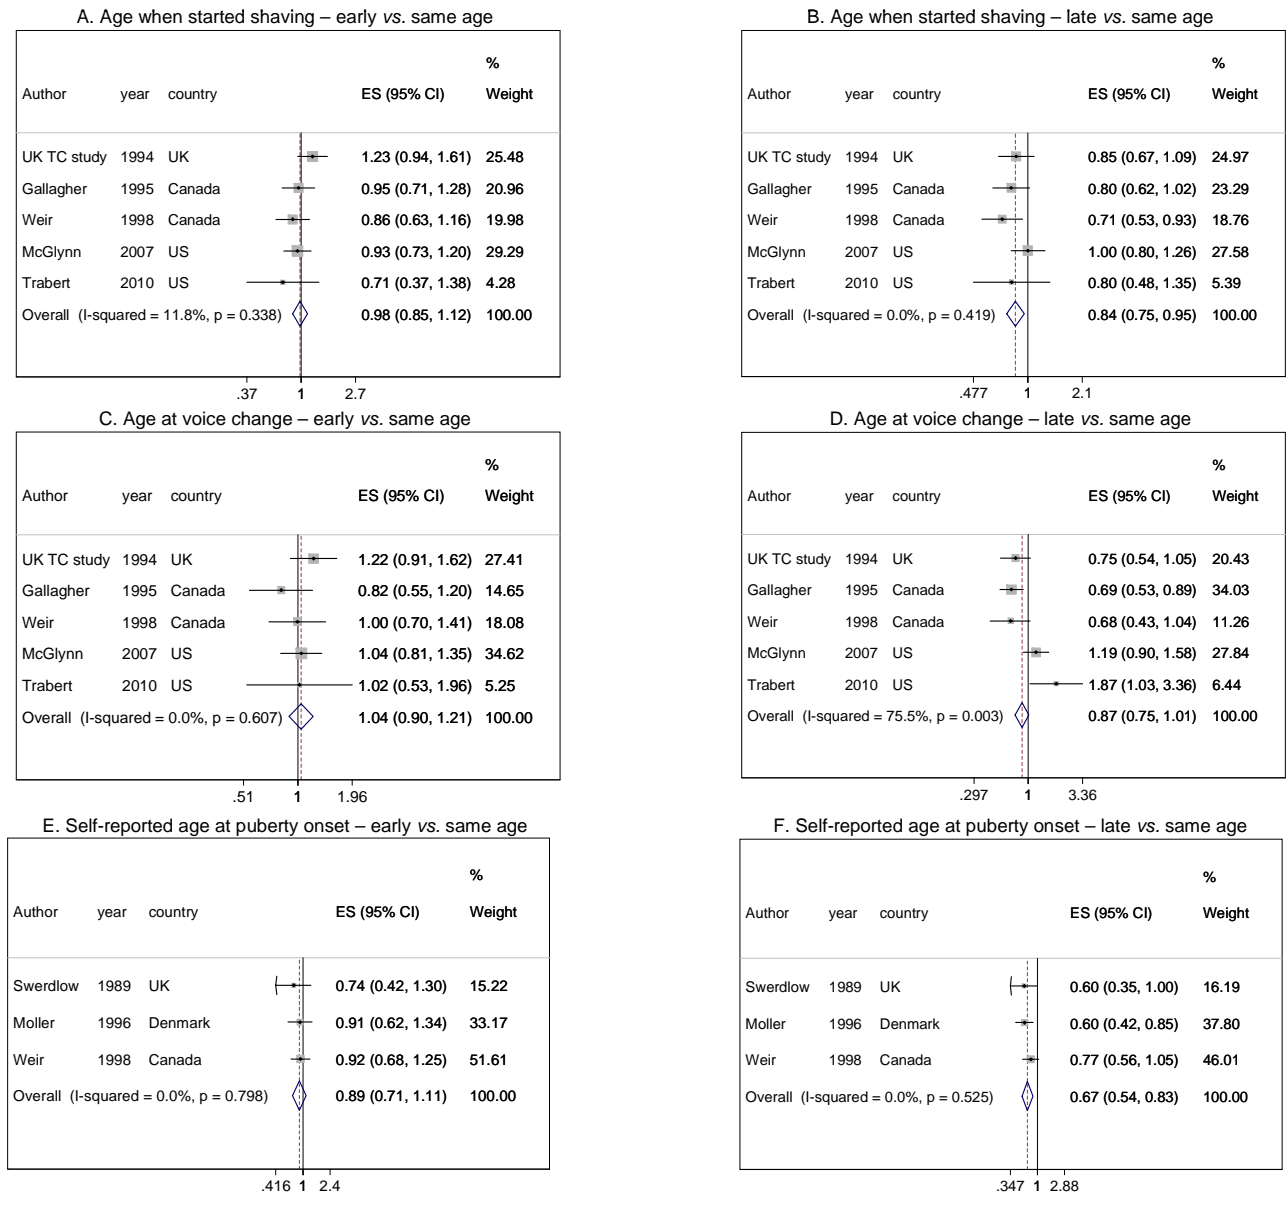 A. Age when started shaving – early vs. same age
%
Author year country ES (95% CI) Weight
UK TC study 1994 UK 1.23 (0.94, 1.61) 25.48
Gallagher 1995 Canada 0.95 (0.71, 1.28) 20.96
Weir 1998 Canada 0.86 (0.63, 1.16) 19.98
McGlynn 2007 US 0.93 (0.73, 1.20) 29.29
Trabert 2010 US 0.71 (0.37, 1.38) 4.28
Overall (I-squared = 11.8%, p = 0.338) 0.98 (0.85, 1.12) 100.00
.37 1 2.7
B. Age when started shaving – late vs. same age
%
Author year country ES (95% CI) Weight
UK TC study 1994 UK 0.85 (0.67, 1.09) 24.97
Gallagher 1995 Canada 0.80 (0.62, 1.02) 23.29
Weir 1998 Canada 0.71 (0.53, 0.93) 18.76
McGlynn 2007 US 1.00 (0.80, 1.26) 27.58
Trabert 2010 US 0.80 (0.48, 1.35) 5.39
Overall (I-squared = 0.0%, p = 0.419) 0.84 (0.75, 0.95) 100.00
.477 1 2.1
C. Age at voice change – early vs. same age
%
Author year country ES (95% CI) Weight
UK TC study 1994 UK 1.22 (0.91, 1.62) 27.41
Gallagher 1995 Canada 0.82 (0.55, 1.20) 14.65
Weir 1998 Canada 1.00 (0.70, 1.41) 18.08
McGlynn 2007 US 1.04 (0.81, 1.35) 34.62
Trabert 2010 US 1.02 (0.53, 1.96) 5.25
Overall (I-squared = 0.0%, p = 0.607) 1.04 (0.90, 1.21) 100.00
.51 1 1.96
D. Age at voice change – late vs. same age
%
Author year country ES (95% CI) Weight
UK TC study 1994 UK 0.75 (0.54, 1.05) 20.43
Gallagher 1995 Canada 0.69 (0.53, 0.89) 34.03
Weir 1998 Canada 0.68 (0.43, 1.04) 11.26
McGlynn 2007 US 1.19 (0.90, 1.58) 27.84
Trabert 2010 US 1.87 (1.03, 3.36) 6.44
Overall (I-squared = 75.5%, p = 0.003) 0.87 (0.75, 1.01) 100.00
.297 1 3.36
E. Self-reported age at puberty onset – early vs. same age
%
Author year country ES (95% CI) Weight
Swerdlow 1989 UK 0.74 (0.42, 1.30) 15.22
Moller 1996 Denmark 0.91 (0.62, 1.34) 33.17
Weir 1998 Canada 0.92 (0.68, 1.25) 51.61
Overall (I-squared = 0.0%, p = 0.798) 0.89 (0.71, 1.11) 100.00
.416 1 2.4
F. Self-reported age at puberty onset – late vs. same age
%
Author year country ES (95% CI) Weight
Swerdlow 1989 UK 0.60 (0.35, 1.00) 16.19
Moller 1996 Denmark 0.60 (0.42, 0.85) 37.80
Weir 1998 Canada 0.77 (0.56, 1.05) 46.01
Overall (I-squared = 0.0%, p = 0.525) 0.67 (0.54, 0.83) 100.00
.347 1 2.88